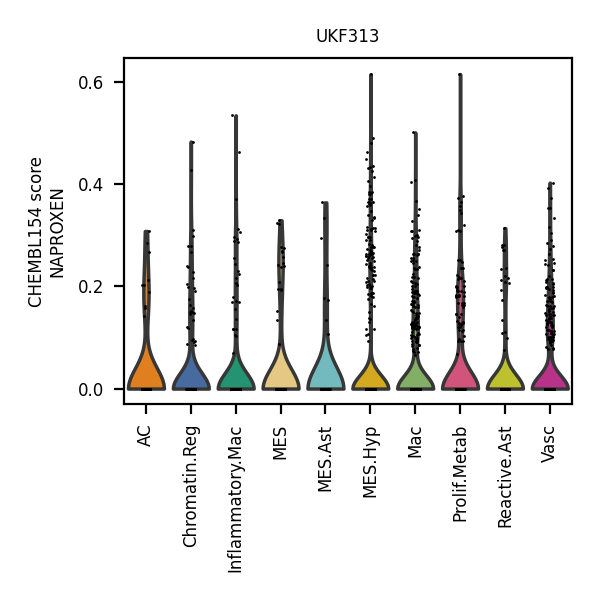 UKF313
CHEMBL154 score
NAPROXEN
0.6
0.4
0.2
0.0
AC
Chromatin.Reg
Inflammatory.Mac
MES
MES.Ast
MES.Hyp
Mac
Prolif.Metab
Reactive.Ast
Vasc